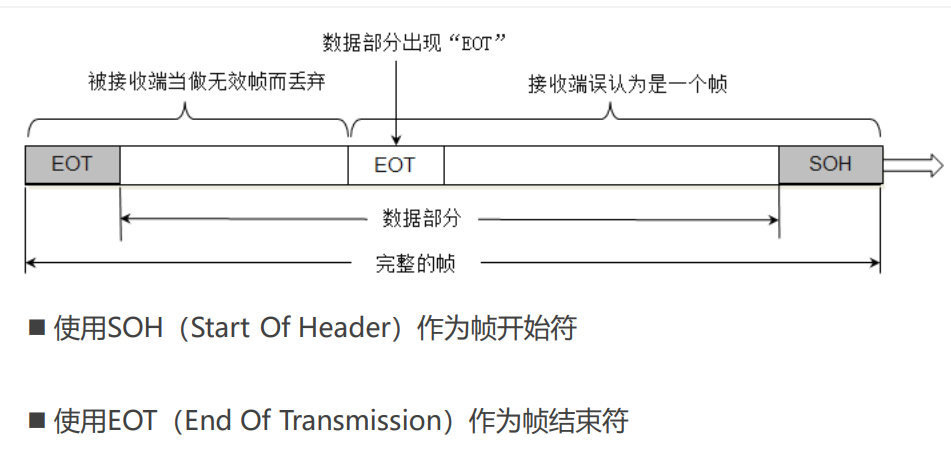 数据部分出现“EOT”
被接收端当做无效帧而丢弃
接收端误认为是一个帧
EOT
EOT
SOH
数据部分
完整的帧
■ 使用SOH（Start Of Header）作为帧开始符
■ 使用EOT（End Of Transmission）作为帧结束符